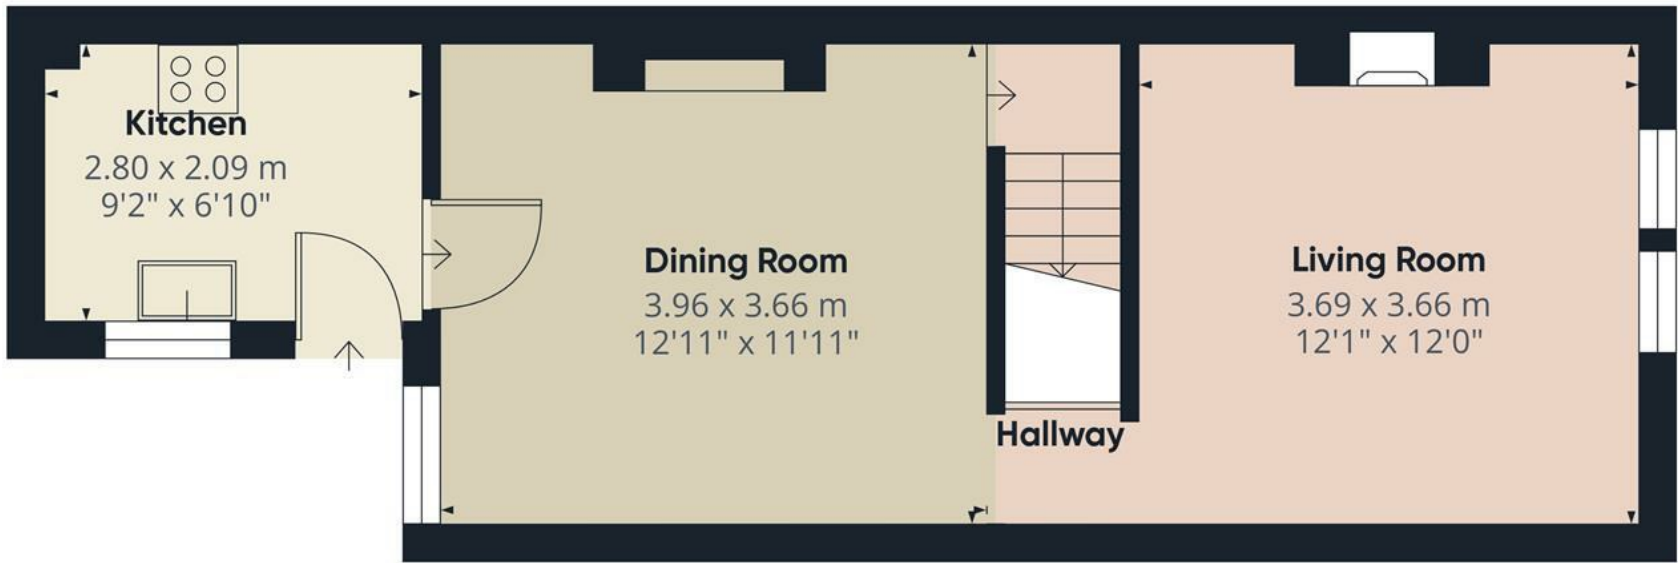 Kitchen
2.80 x 2.09 m
9'2" x 6'10"
Dining Room
3.96 x 3.66 m
12'11" x 11'11"
Hallway
Living Room
3.69 x 3.66 m
12'1" x 12'0"